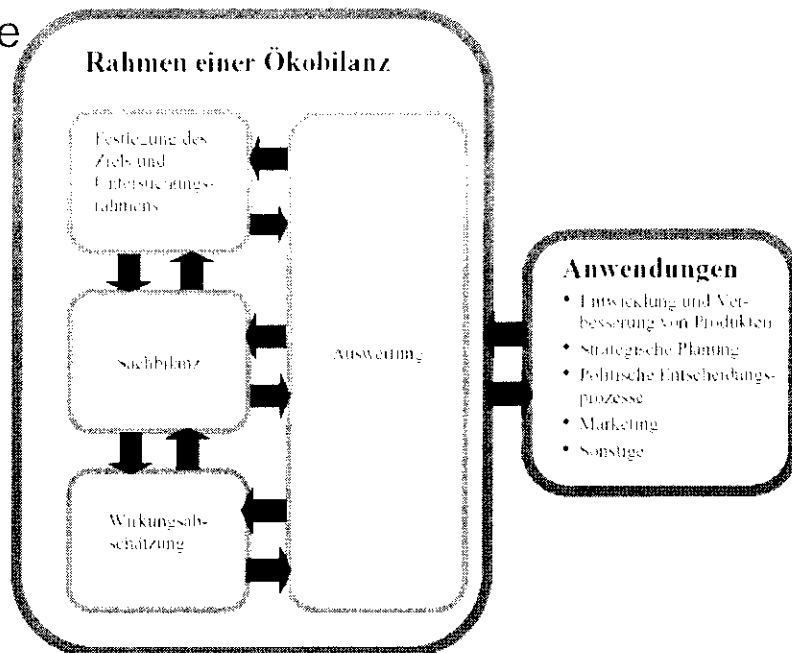 e
Rahmen einer Ökobilanz
Festlegung des
Ziels und
Untersuchungs-
rahmens
Sachbilanz
Wirkungsab-
schätzung
Auswertung
Anwendungen
• Entwicklung und Ver-
besserung von Produkten
• Strategische Planung
• Politische Entscheidungs-
prozesse
• Marketing
• Sonstige